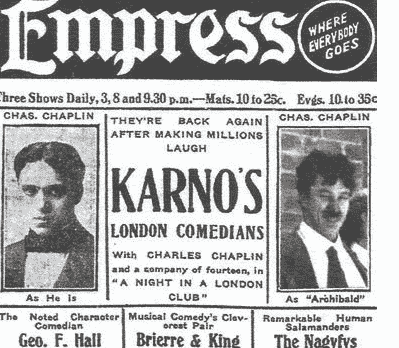 Empress
WHERE
EVERYBODY
GOES
Three Shows Daily, 3, 8 and 9.30 p.m.—Mats. 10 to 25c. Evgs. 10 to 35c
CHAS. CHAPLIN
As He Is
THEY'RE BACK AGAIN
AFTER MAKING MILLIONS
LAUGH
KARNO'S
LONDON COMEDIANS
With CHARLES CHAPLIN
and a company of fourteen, in
"A NIGHT IN A LONDON
CLUB"
CHAS. CHAPLIN
As "Archibald"
The Noted Character
Comedian
Geo. F. Hall
Musical Comedy's Clev-
erest Pair
Brierre & King
Remarkable Human
Salamanders
The Nagyfys